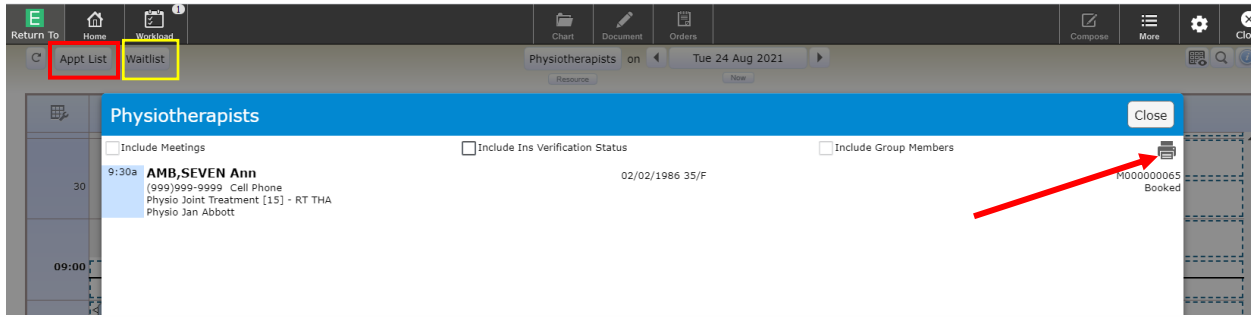 E
1
Return To Home Workload Chart Document Orders Compose More
Appt List Waitlist Physiotherapists on Tue 24 Aug 2021
Resource Now
Physiotherapists Close
Include Meetings Include Ins Verification Status Include Group Members
9:30a AMB,SEVEN Ann 02/02/1986 35/F M000000065
(999)999-9999 Cell Phone Booked
30
Physio Joint Treatment [15] - RT THA
Physio Jan Abbott
09:00